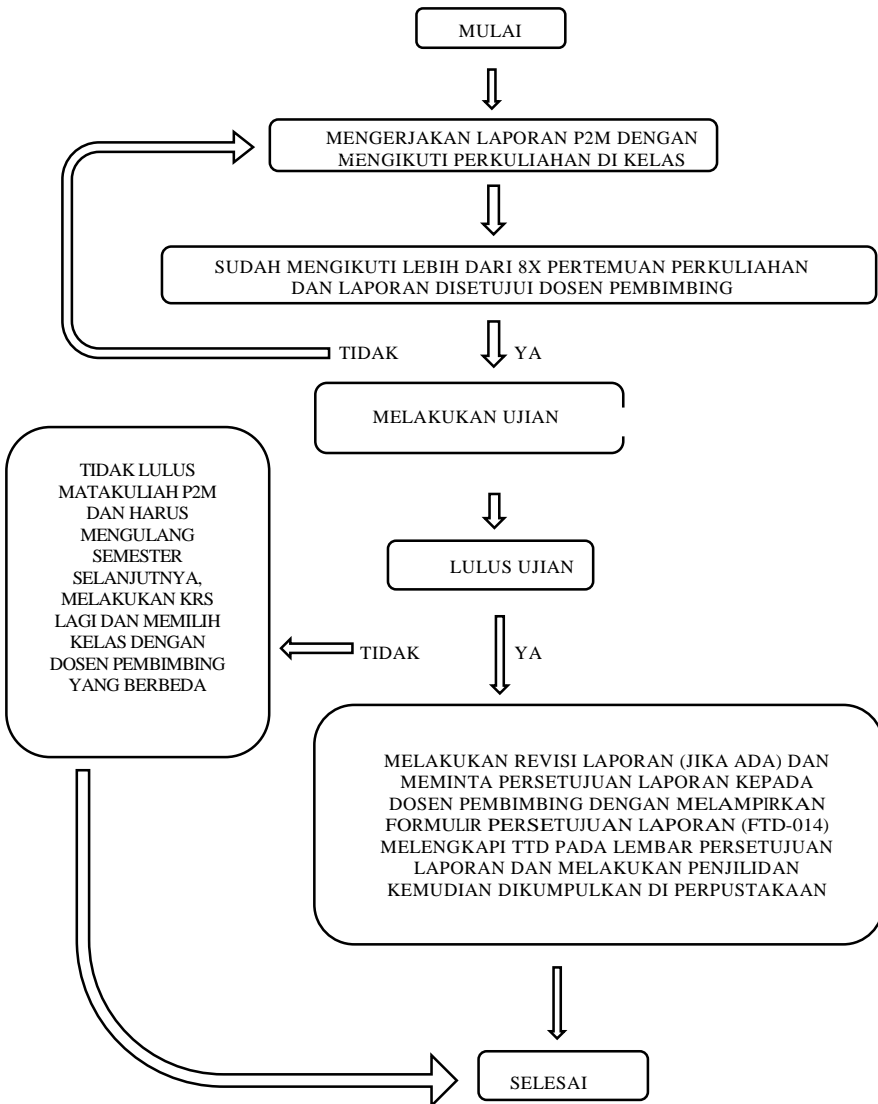 MULAI
MENGERJAKAN LAPORAN P2M DENGAN
MENGIKUTI PERKULIAHAN DI KELAS
SUDAH MENGIKUTI LEBIH DARI 8X PERTEMUAN PERKULIAHAN
DAN LAPORAN DISETUJUI DOSEN PEMBIMBING
TIDAK
YA
MELAKUKAN UJIAN
LULUS UJIAN
TIDAK
YA
TIDAK LULUS
MATAKULIAH P2M
DAN HARUS
MENGULANG
SEMESTER
SELANJUTNYA,
MELAKUKAN KRS
LAGI DAN MEMILIH
KELAS DENGAN
DOSEN PEMBIMBING
YANG BERBEDA
MELAKUKAN REVISI LAPORAN (JIKA ADA) DAN
MEMINTA PERSETUJUAN LAPORAN KEPADA
DOSEN PEMBIMBING DENGAN MELAMPIRKAN
FORMULIR PERSETUJUAN LAPORAN (FTD-014)
MELENGKAPI TTD PADA LEMBAR PERSETUJUAN
LAPORAN DAN MELAKUKAN PENJILIDAN
KEMUDIAN DIKUMPULKAN DI PERPUSTAKAAN
SELESAI